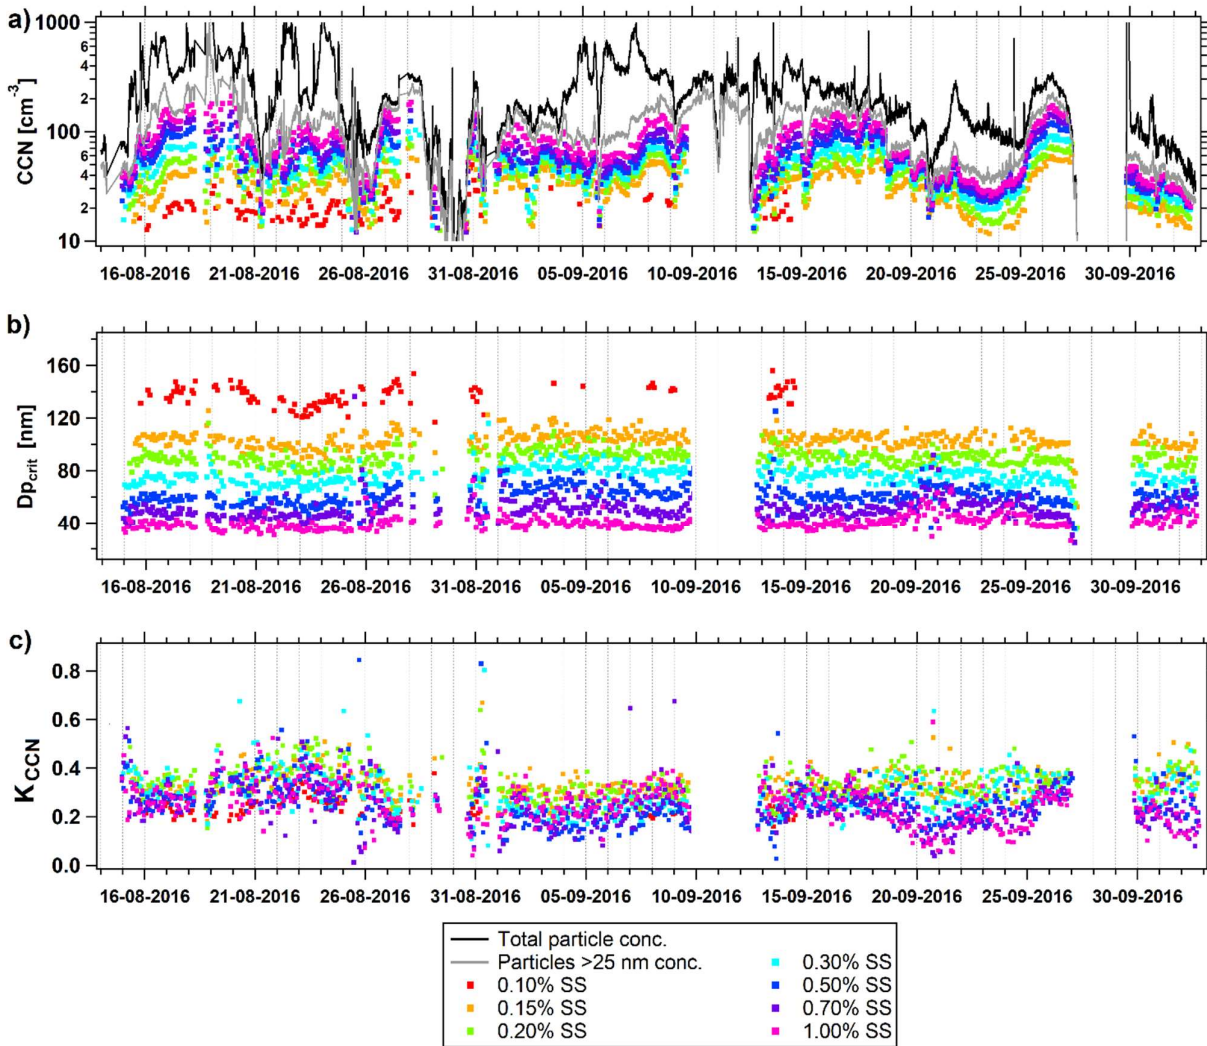 a)
CCN [cm⁻³]
1000
6
4
2
100
6
4
2
10
16-08-2016 21-08-2016 26-08-2016 31-08-2016 05-09-2016 10-09-2016 15-09-2016 20-09-2016 25-09-2016 30-09-2016
b)
Dp_crit [nm]
160
120
80
40
16-08-2016 21-08-2016 26-08-2016 31-08-2016 05-09-2016 10-09-2016 15-09-2016 20-09-2016 25-09-2016 30-09-2016
c)
K_CCN
0.8
0.6
0.4
0.2
0.0
16-08-2016 21-08-2016 26-08-2016 31-08-2016 05-09-2016 10-09-2016 15-09-2016 20-09-2016 25-09-2016 30-09-2016
Total particle conc.
Particles >25 nm conc.
0.10% SS
0.15% SS
0.20% SS
0.30% SS
0.50% SS
0.70% SS
1.00% SS